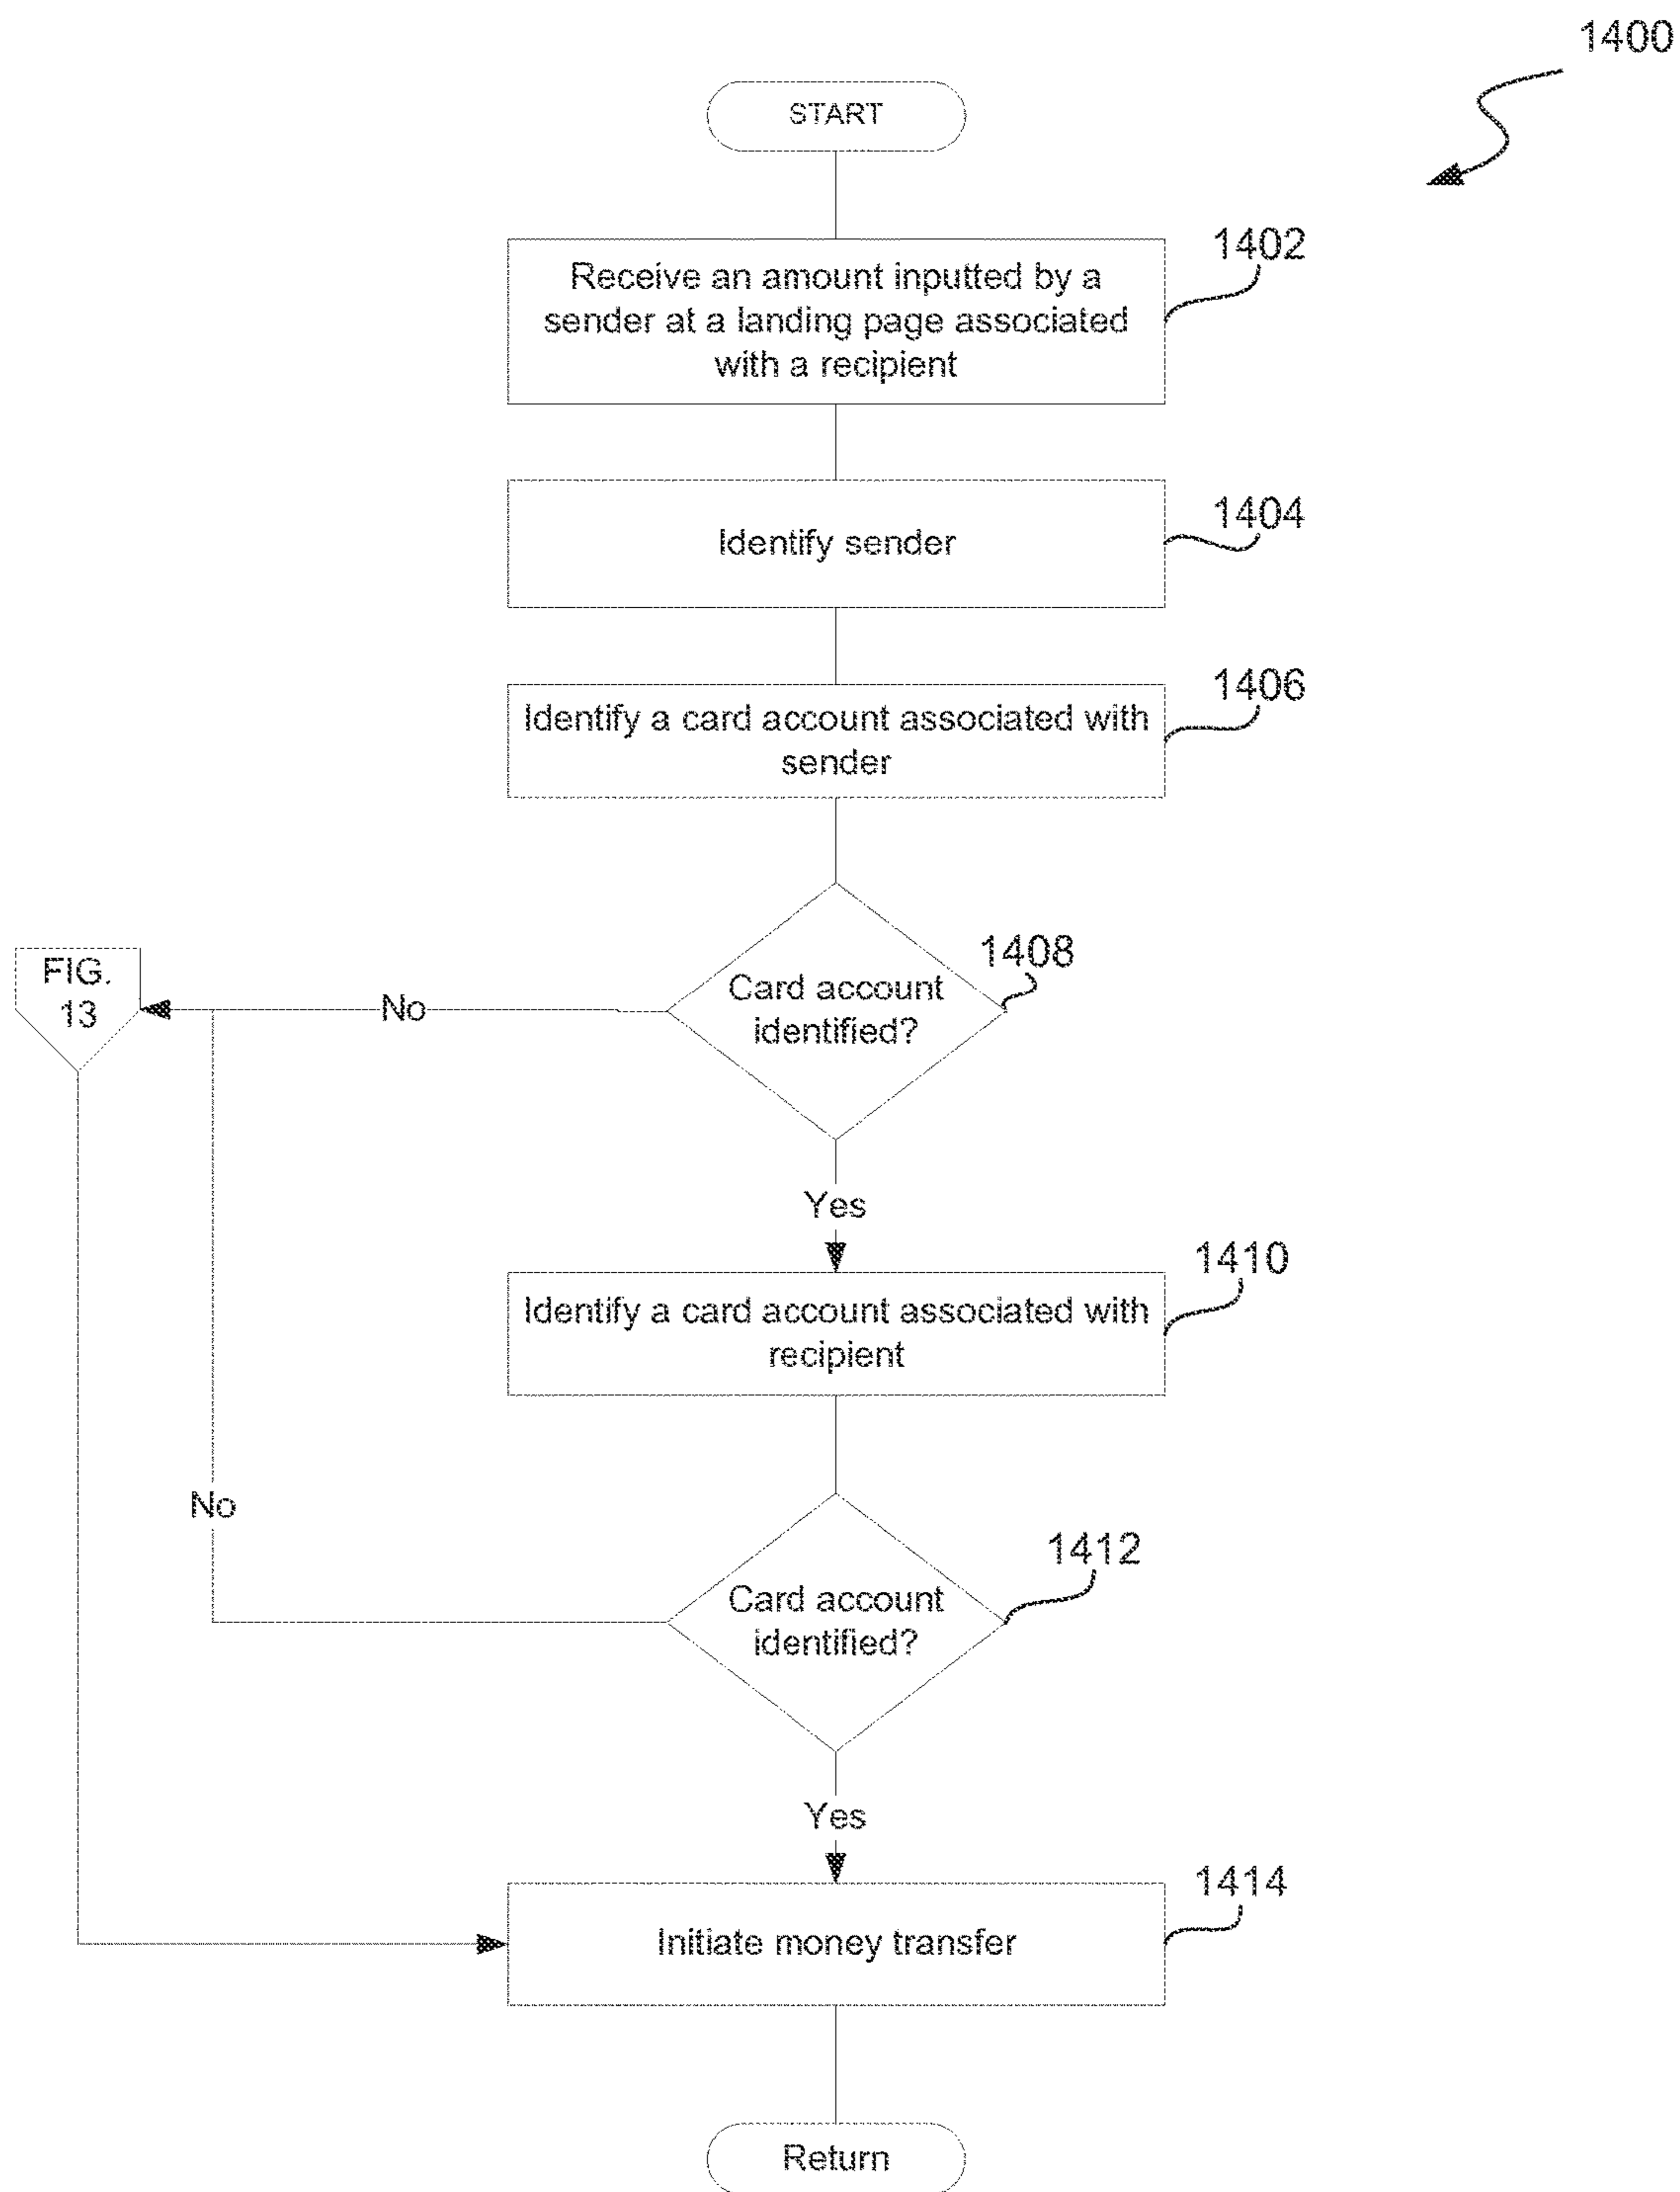 1400
START
1402
Receive an amount inputted by a
sender at a landing page associated
with a recipient
1404
Identify sender
1406
Identify a card account associated with
sender
1408
Card account
identified?
FIG.
13
No
Yes
1410
Identify a card account associated with
recipient
No
1412
Card account
identified?
Yes
1414
Initiate money transfer
Return